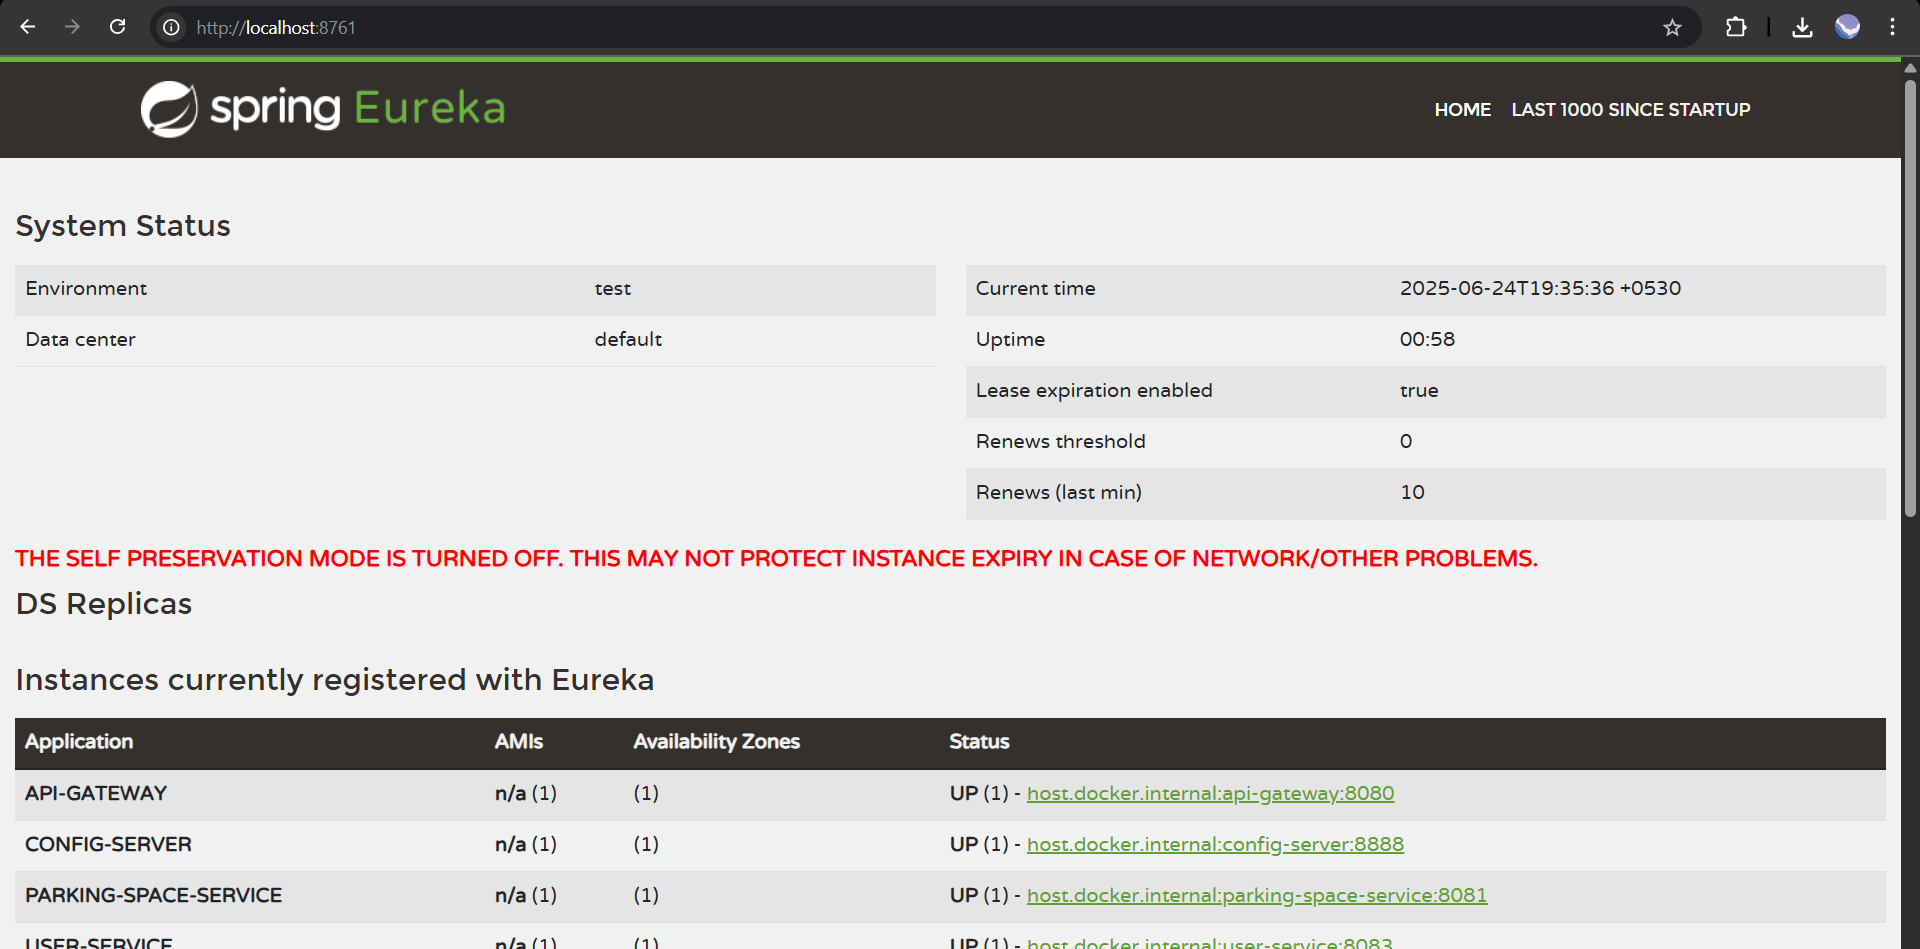 http://localhost:8761
spring Eureka
HOME LAST 1000 SINCE STARTUP
System Status
Environment test
Data center default
Current time 2025-06-24T19:35:36 +0530
Uptime 00:58
Lease expiration enabled true
Renews threshold 0
Renews (last min) 10
THE SELF PRESERVATION MODE IS TURNED OFF. THIS MAY NOT PROTECT INSTANCE EXPIRY IN CASE OF NETWORK/OTHER PROBLEMS.
DS Replicas
Instances currently registered with Eureka
Application AMIs Availability Zones Status
API-GATEWAY n/a (1) (1) UP (1) - host.docker.internal:api-gateway:8080
CONFIG-SERVER n/a (1) (1) UP (1) - host.docker.internal:config-server:8888
PARKING-SPACE-SERVICE n/a (1) (1) UP (1) - host.docker.internal:parking-space-service:8081
USER-SERVICE n/a (1) (1) UP (1) - host.docker.internal:user-service:8083